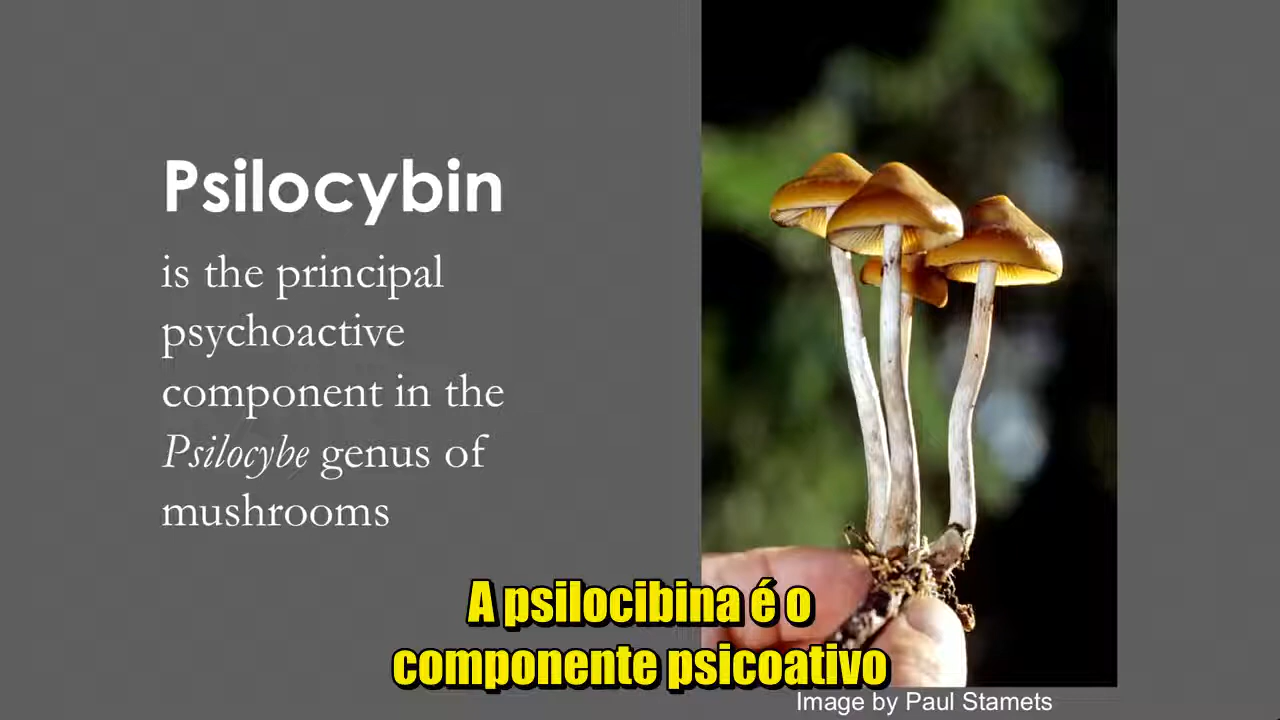 Psilocybin
is the principal
psychoactive
component in the
Psilocybe genus of
mushrooms
A psilocibina é o
componente psicoativo
Image by Paul Stamets